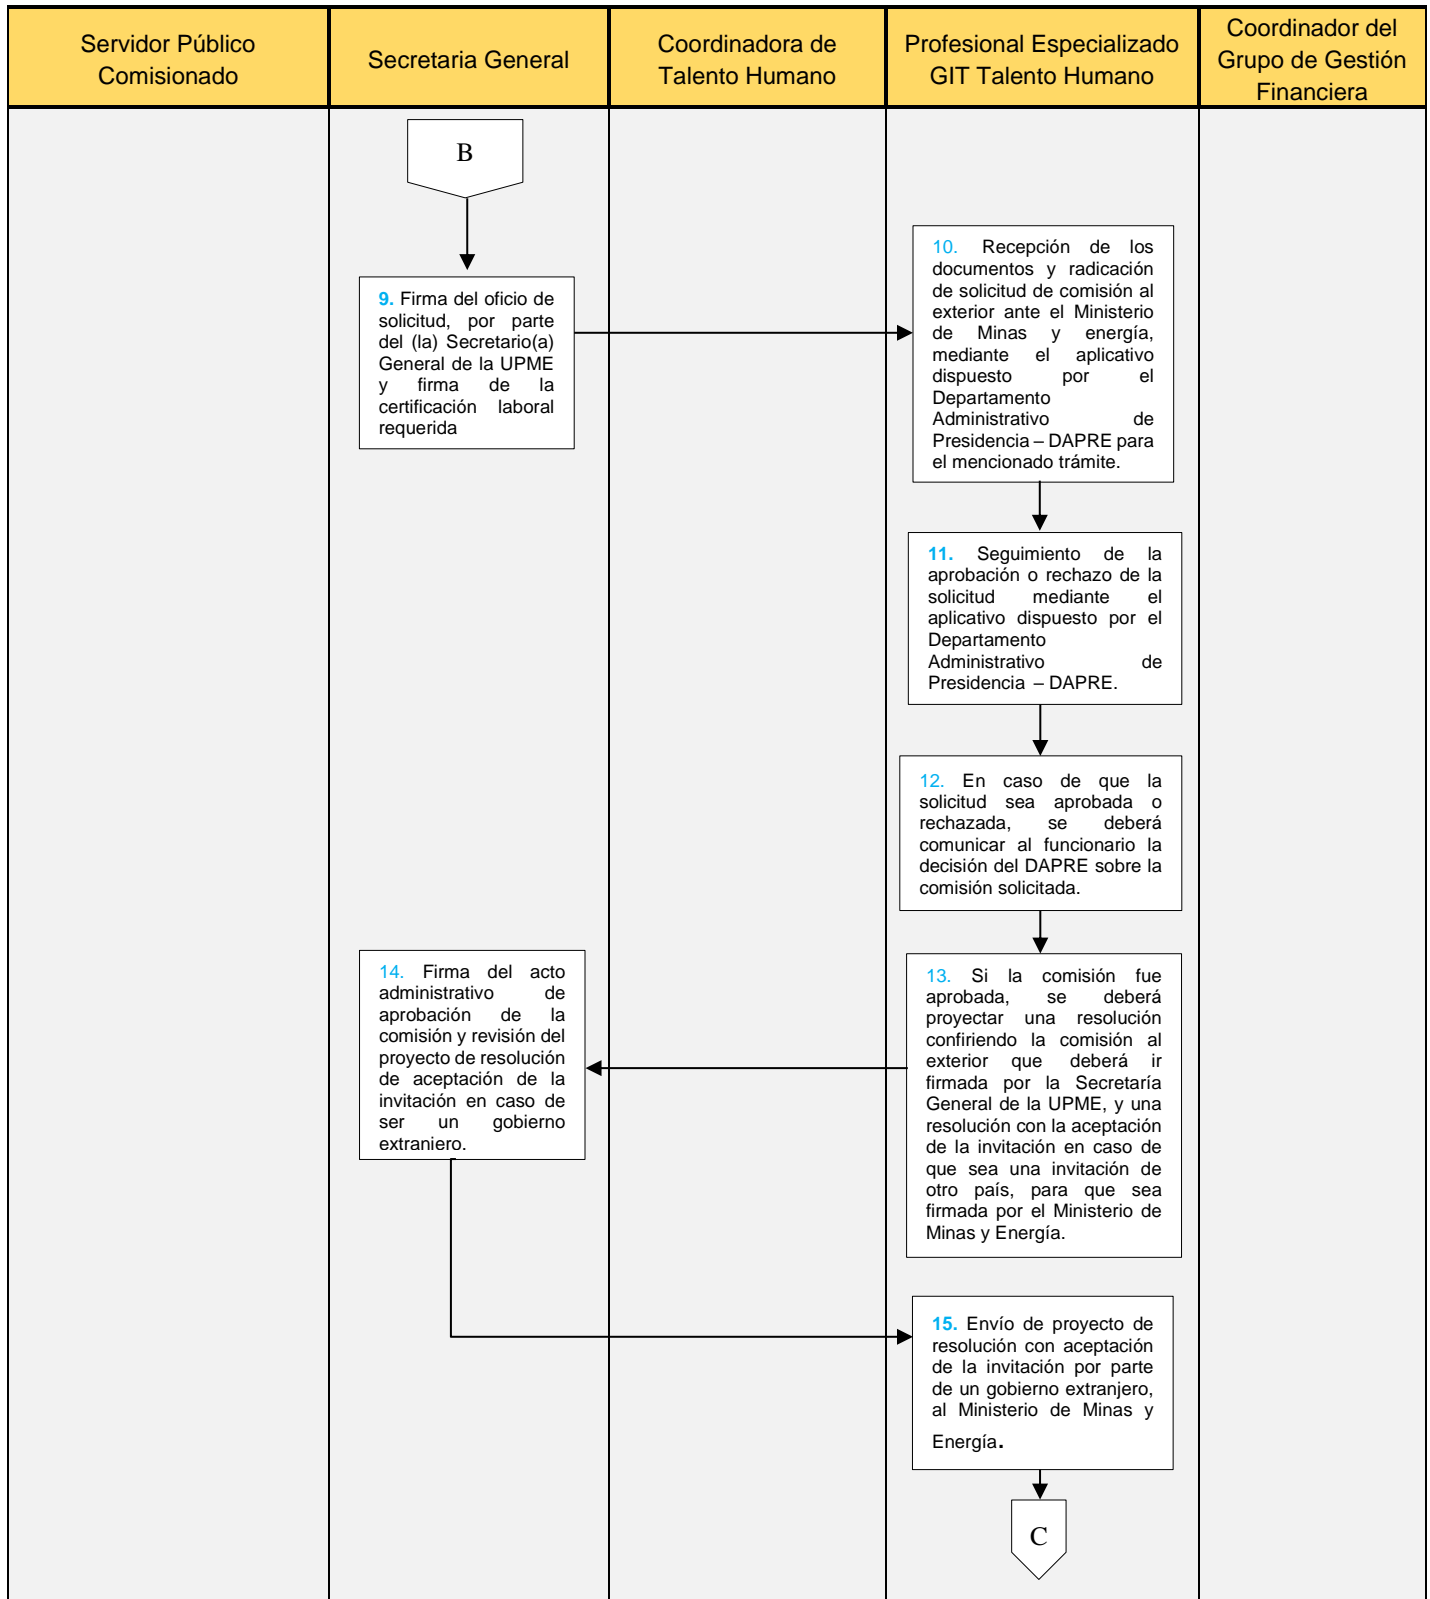 Servidor Público
Comisionado
Secretaria General
Coordinadora de
Talento Humano
Profesional Especializado
GIT Talento Humano
Coordinador del
Grupo de Gestión
Financiera
B
9. Firma del oficio de
solicitud, por parte
del (la) Secretario(a)
General de la UPME
y firma de la
certificación laboral
requerida
10. Recepción de los
documentos y radicación
de solicitud de comisión al
exterior ante el Ministerio
de Minas y energía,
mediante el aplicativo
dispuesto por el
Departamento
Administrativo de
Presidencia – DAPRE para
el mencionado trámite.
11. Seguimiento de la
aprobación o rechazo de la
solicitud mediante el
aplicativo dispuesto por el
Departamento
Administrativo de
Presidencia – DAPRE.
12. En caso de que la
solicitud sea aprobada o
rechazada, se deberá
comunicar al funcionario la
decisión del DAPRE sobre la
comisión solicitada.
13. Si la comisión fue
aprobada, se deberá
proyectar una resolución
confiriendo la comisión al
exterior que deberá ir
firmada por la Secretaría
General de la UPME, y una
resolución con la aceptación
de la invitación en caso de
que sea una invitación de
otro país, para que sea
firmada por el Ministerio de
Minas y Energía.
14. Firma del acto
administrativo de
aprobación de la
comisión y revisión del
proyecto de resolución
de aceptación de la
invitación en caso de
ser un gobierno
extranjero.
15. Envío de proyecto de
resolución con aceptación
de la invitación por parte
de un gobierno extranjero,
al Ministerio de Minas y
Energía.
C